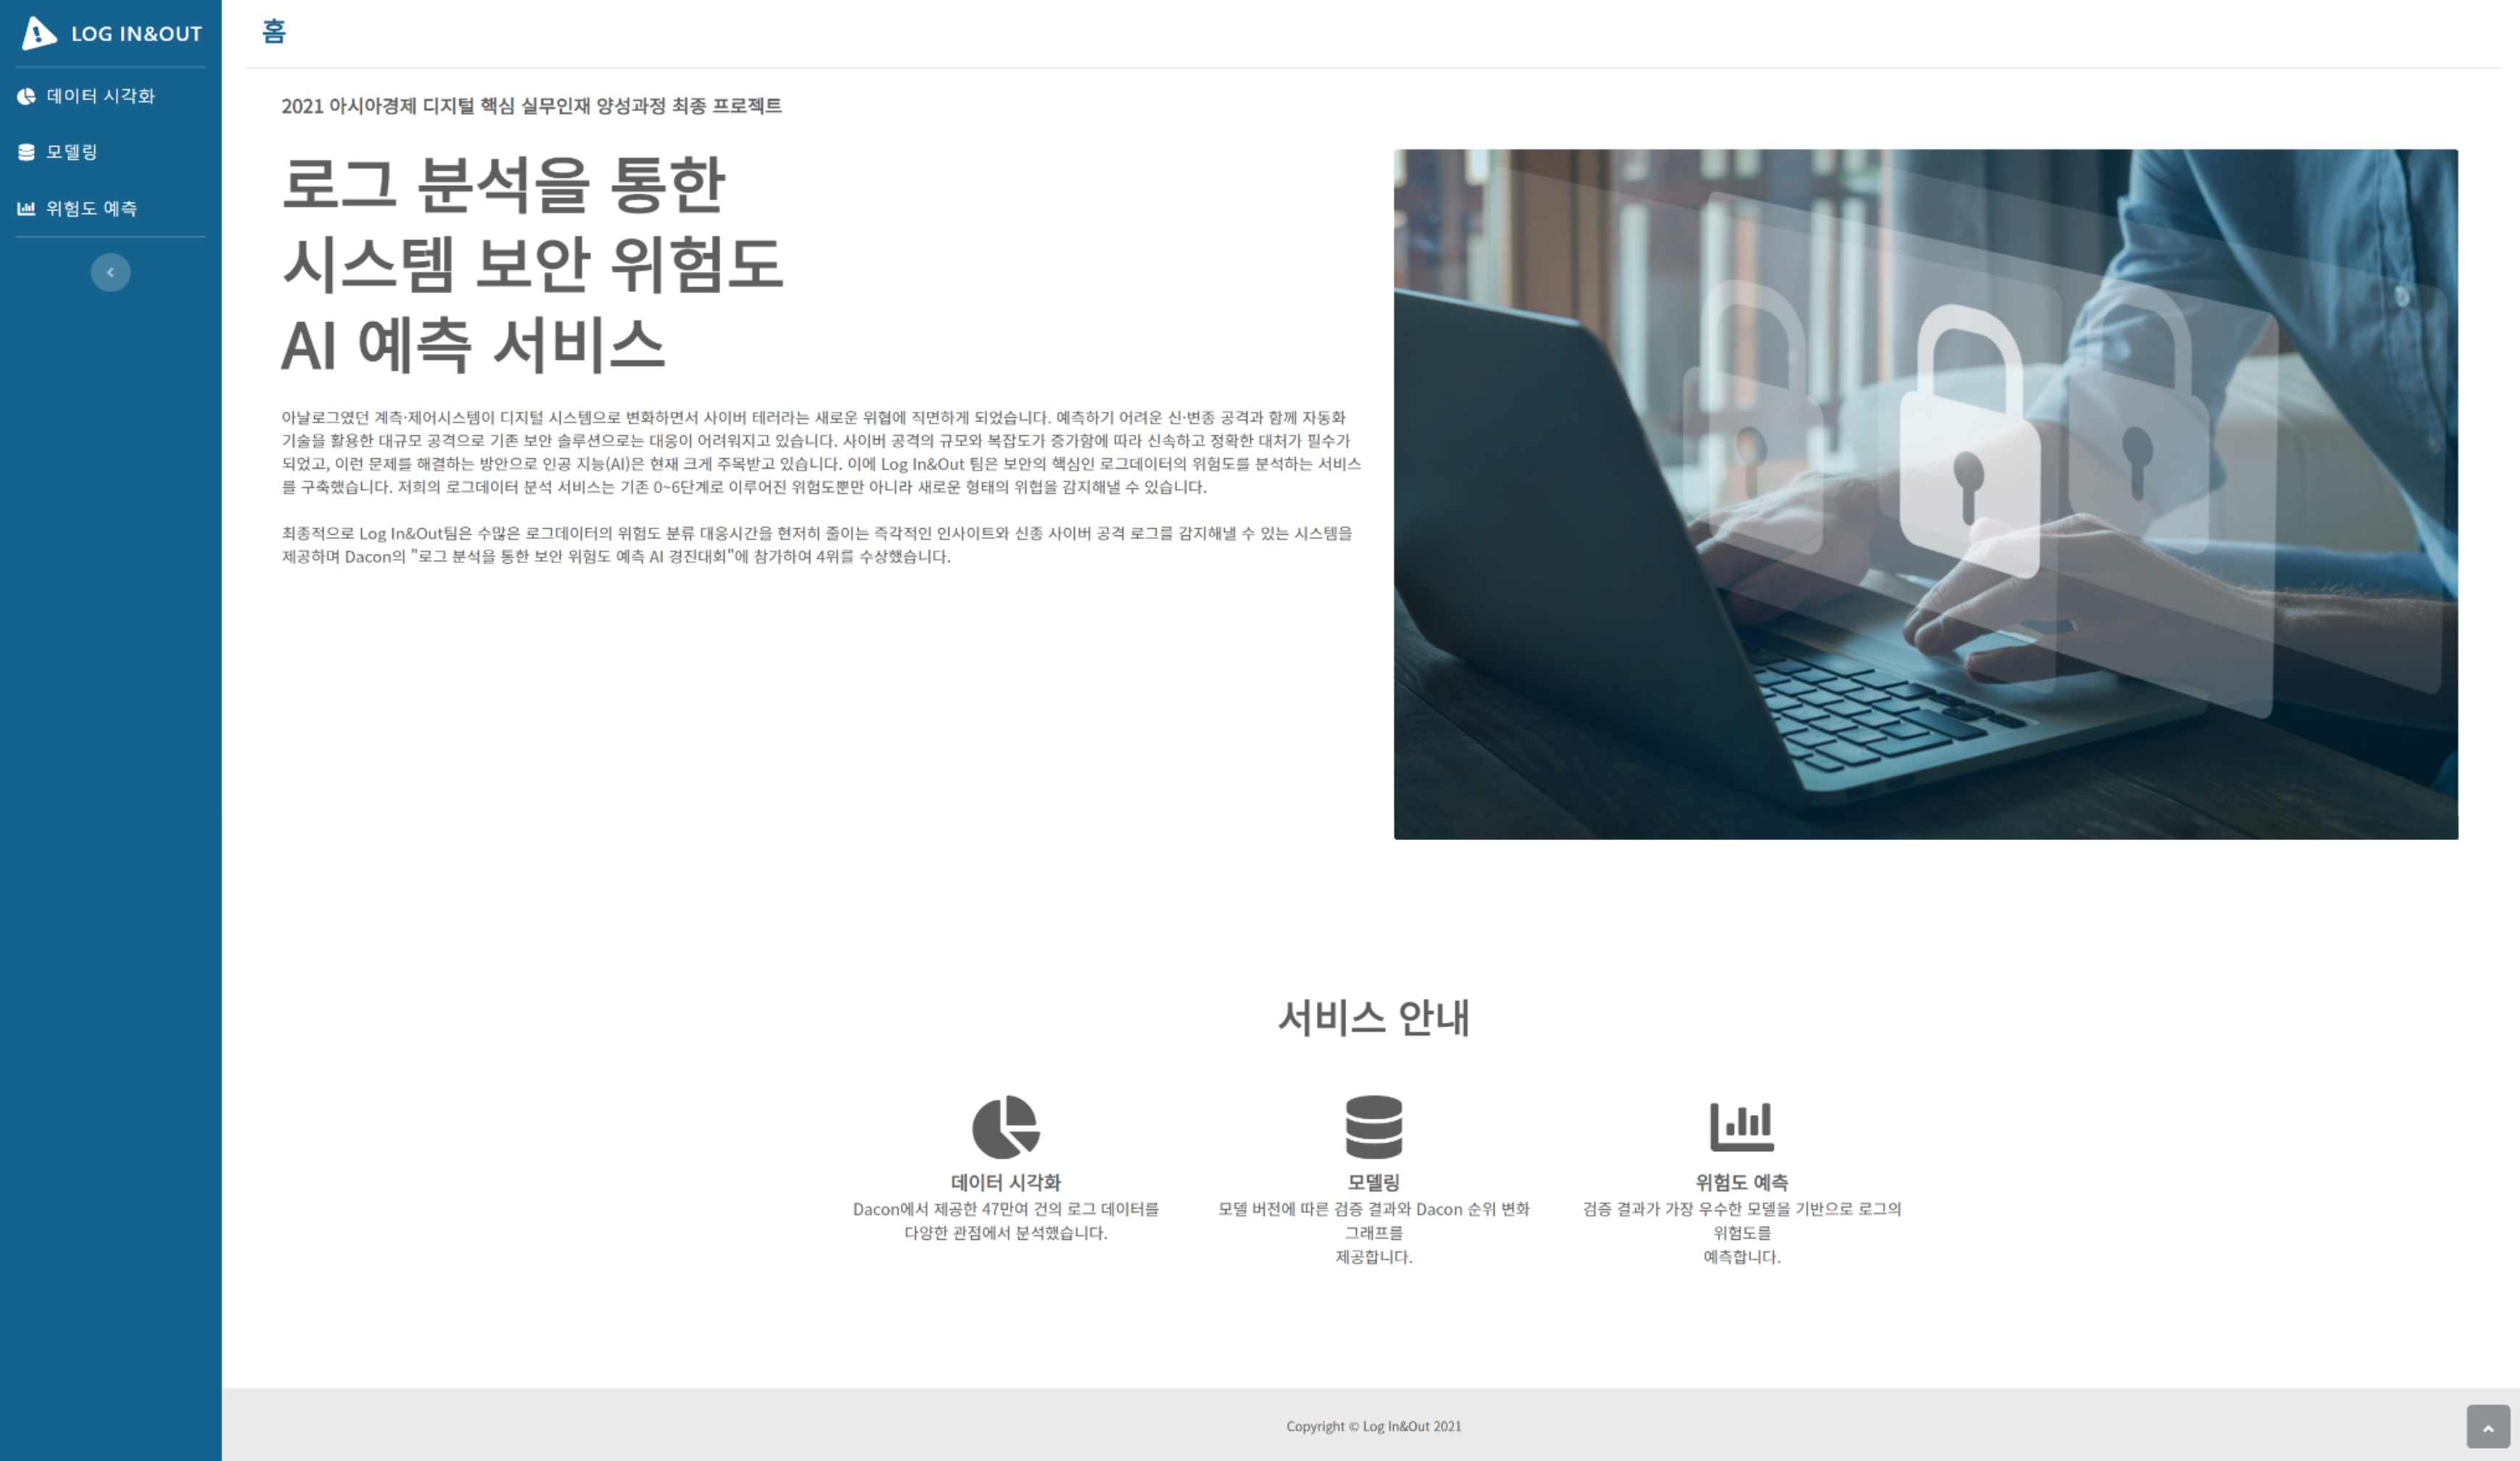 LOG IN&OUT
데이터 시각화
모델링
위험도 예측
홈
2021 아시아경제 디지털 핵심 실무인재 양성과정 최종 프로젝트
로그 분석을 통한
시스템 보안 위험도
AI 예측 서비스
아날로그였던 계측·제어시스템이 디지털 시스템으로 변화하면서 사이버 테러라는 새로운 위협에 직면하게 되었습니다. 예측하기 어려운 신·변종 공격과 함께 자동화
기술을 활용한 대규모 공격으로 기존 보안 솔루션으로는 대응이 어려워지고 있습니다. 사이버 공격의 규모와 복잡도가 증가함에 따라 신속하고 정확한 대처가 필수가
되었고, 이런 문제를 해결하는 방안으로 인공 지능(AI)은 현재 크게 주목받고 있습니다. 이에 Log In&Out 팀은 보안의 핵심인 로그데이터의 위험도를 분석하는 서비스
를 구축했습니다. 저희의 로그데이터 분석 서비스는 기존 0~6단계로 이루어진 위험도뿐만 아니라 새로운 형태의 위협을 감지해낼 수 있습니다.
최종적으로 Log In&Out팀은 수많은 로그데이터의 위험도 분류 대응시간을 현저히 줄이는 즉각적인 인사이트와 신종 사이버 공격 로그를 감지해낼 수 있는 시스템을
제공하며 Dacon의 "로그 분석을 통한 보안 위험도 예측 AI 경진대회"에 참가하여 4위를 수상했습니다.
서비스 안내
데이터 시각화
Dacon에서 제공한 47만여 건의 로그 데이터를
다양한 관점에서 분석했습니다.
모델링
모델 버전에 따른 검증 결과와 Dacon 순위 변화
그래프를
제공합니다.
위험도 예측
검증 결과가 가장 우수한 모델을 기반으로 로그의
위험도를
예측합니다.
Copyright © Log In&Out 2021